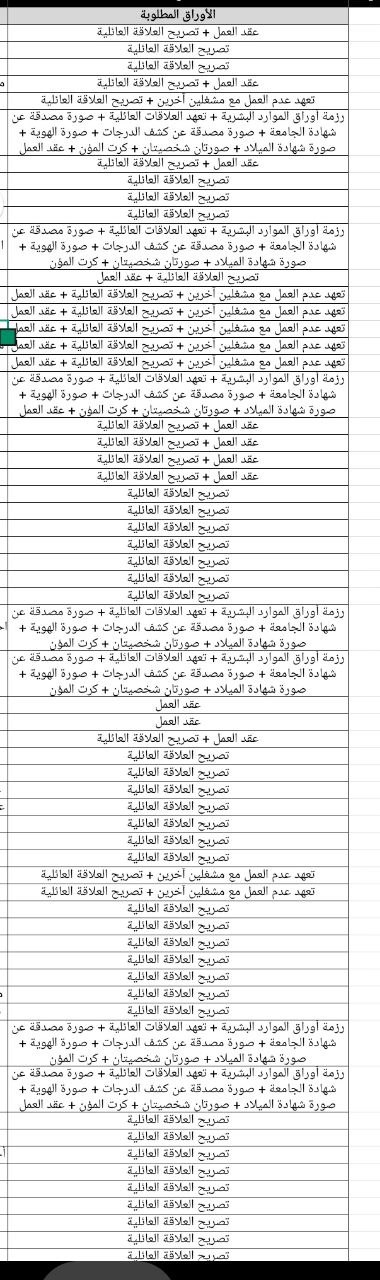 الأوراق المطلوبة
عقد العمل + تصريح العلاقة العائلية
تصريح العلاقة العائلية
تصريح العلاقة العائلية
عقد العمل + تصريح العلاقة العائلية
تعهد عدم العمل مع مشغلين آخرين + تصريح العلاقة العائلية
رزمة أوراق الموارد البشرية + تعهد العلاقات العائلية + صورة مصدقة عن
شهادة الجامعة + صورة مصدقة عن كشف الدرجات + صورة الهوية +
صورة شهادة الميلاد + صورتان شخصيتان + كرت المؤن + عقد العمل
عقد العمل + تصريح العلاقة العائلية
تصريح العلاقة العائلية
تصريح العلاقة العائلية
تصريح العلاقة العائلية
رزمة أوراق الموارد البشرية + تعهد العلاقات العائلية + صورة مصدقة عن
شهادة الجامعة + صورة مصدقة عن كشف الدرجات + صورة الهوية +
صورة شهادة الميلاد + صورتان شخصيتان + كرت المؤن
تصريح العلاقة العائلية + عقد العمل
تعهد عدم العمل مع مشغلين آخرين + تصريح العلاقة العائلية + عقد العمل
تعهد عدم العمل مع مشغلين آخرين + تصريح العلاقة العائلية + عقد العمل
تعهد عدم العمل مع مشغلين آخرين + تصريح العلاقة العائلية + عقد العمل
تعهد عدم العمل مع مشغلين آخرين + تصريح العلاقة العائلية + عقد العمل
تعهد عدم العمل مع مشغلين آخرين + تصريح العلاقة العائلية + عقد العمل
رزمة أوراق الموارد البشرية + تعهد العلاقات العائلية + صورة مصدقة عن
شهادة الجامعة + صورة مصدقة عن كشف الدرجات + صورة الهوية +
صورة شهادة الميلاد + صورتان شخصيتان + كرت المؤن + عقد العمل
عقد العمل + تصريح العلاقة العائلية
عقد العمل + تصريح العلاقة العائلية
عقد العمل + تصريح العلاقة العائلية
عقد العمل + تصريح العلاقة العائلية
تصريح العلاقة العائلية
تصريح العلاقة العائلية
تصريح العلاقة العائلية
تصريح العلاقة العائلية
تصريح العلاقة العائلية
تصريح العلاقة العائلية
تصريح العلاقة العائلية
رزمة أوراق الموارد البشرية + تعهد العلاقات العائلية + صورة مصدقة عن
شهادة الجامعة + صورة مصدقة عن كشف الدرجات + صورة الهوية +
صورة شهادة الميلاد + صورتان شخصيتان + كرت المؤن
رزمة أوراق الموارد البشرية + تعهد العلاقات العائلية + صورة مصدقة عن
شهادة الجامعة + صورة مصدقة عن كشف الدرجات + صورة الهوية +
صورة شهادة الميلاد + صورتان شخصيتان + كرت المؤن
عقد العمل
عقد العمل
عقد العمل + تصريح العلاقة العائلية
تصريح العلاقة العائلية
تصريح العلاقة العائلية
تصريح العلاقة العائلية
تصريح العلاقة العائلية
تصريح العلاقة العائلية
تصريح العلاقة العائلية
تصريح العلاقة العائلية
تعهد عدم العمل مع مشغلين آخرين + تصريح العلاقة العائلية
تعهد عدم العمل مع مشغلين آخرين + تصريح العلاقة العائلية
تصريح العلاقة العائلية
تصريح العلاقة العائلية
تصريح العلاقة العائلية
تصريح العلاقة العائلية
تصريح العلاقة العائلية
تصريح العلاقة العائلية
تصريح العلاقة العائلية
رزمة أوراق الموارد البشرية + تعهد العلاقات العائلية + صورة مصدقة عن
شهادة الجامعة + صورة مصدقة عن كشف الدرجات + صورة الهوية +
صورة شهادة الميلاد + صورتان شخصيتان + كرت المؤن
رزمة أوراق الموارد البشرية + تعهد العلاقات العائلية + صورة مصدقة عن
شهادة الجامعة + صورة مصدقة عن كشف الدرجات + صورة الهوية +
صورة شهادة الميلاد + صورتان شخصيتان + كرت المؤن + عقد العمل
تصريح العلاقة العائلية
تصريح العلاقة العائلية
تصريح العلاقة العائلية
تصريح العلاقة العائلية
تصريح العلاقة العائلية
تصريح العلاقة العائلية
تصريح العلاقة العائلية
تصريح العلاقة العائلية
تصريح العلاقة العائلية